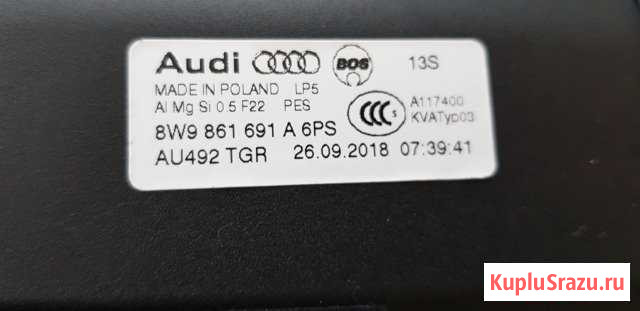 Audi BOS 13S
MADE IN POLAND LP5
Al Mg Si 0 5 F22 PES
CCC S A117400
KVATyp03
8W9 861 691 A 6PS
AU492 TGR 26.09.2018 07:39:41
KupluSrazu.ru